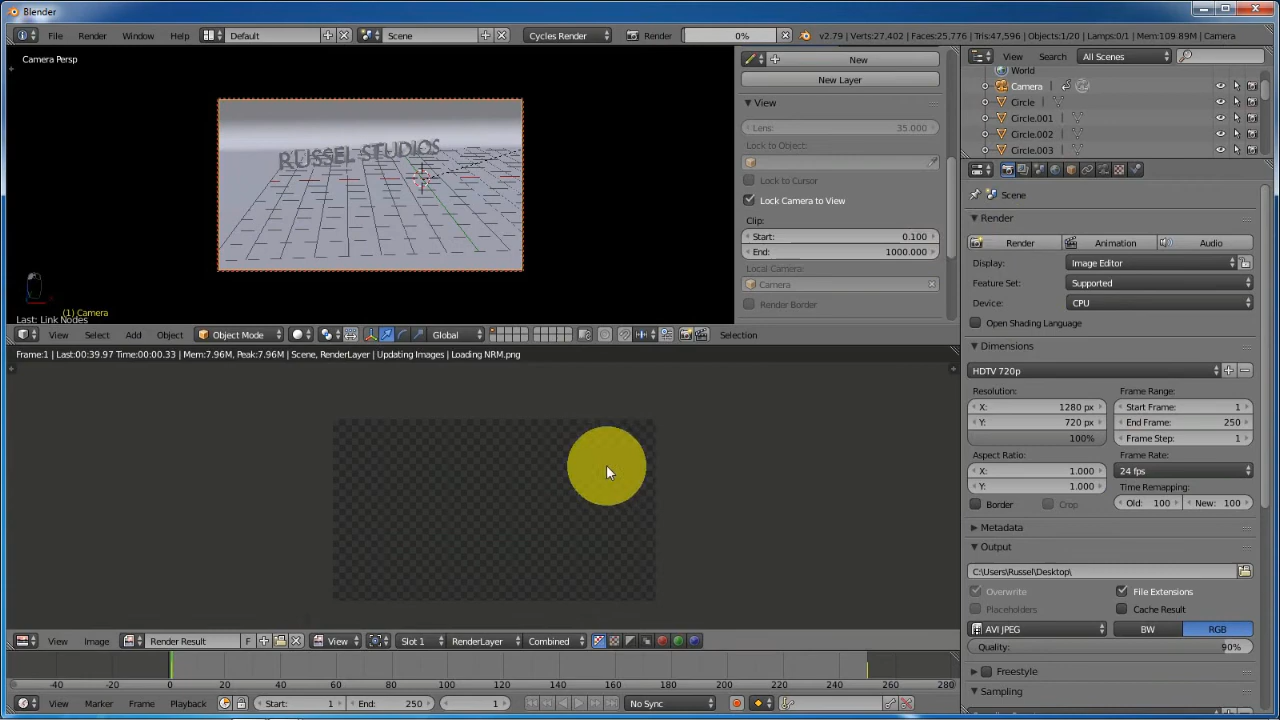 Blender
File Render Window Help Default Scene Cycles Render Render 0% v2.79 | Verts:27,402 | Faces:25,776 | Tris:47,596 | Objects:1/20 | Lamps:0/1 | Mem:109.89M | Camera
Camera Persp
RUSSEL STUDIOS
(1) Camera
Last: Link Nodes
New
New Layer
View
Lens: 35.000
Lock to Object:
Lock to Cursor
Lock Camera to View
Clip:
Start: 0.100
End: 1000.000
Local Camera:
Camera
Render Border
View Select Add Object Object Mode Global Selection
Frame:1 | Last:00:39.97 Time:00:00.33 | Mem:7.96M, Peak:7.96M | Scene, RenderLayer | Updating Images | Loading NRM.png
View Image Render Result F View Slot 1 RenderLayer Combined
-40 -20 0 20 40 60 80 100 120 140 160 180 200 220 240 260 280
View Marker Frame Playback Start: 1 End: 250 1 No Sync
View Search All Scenes
World
Camera
Circle
Circle.001
Circle.002
Circle.003
Scene
Render
Render Animation Audio
Display: Image Editor
Feature Set: Supported
Device: CPU
Open Shading Language
Dimensions
HDTV 720p
Resolution: Frame Range:
X: 1280 px Start Frame: 1
Y: 720 px End Frame: 250
100% Frame Step: 1
Aspect Ratio: Frame Rate:
X: 1.000 24 fps
Y: 1.000 Time Remapping:
Border Crop Old: 100 New: 100
Metadata
Output
C:\Users\Russel\Desktop\
Overwrite File Extensions
Placeholders Cache Result
AVI JPEG BW RGB
Quality: 90%
Freestyle
Sampling